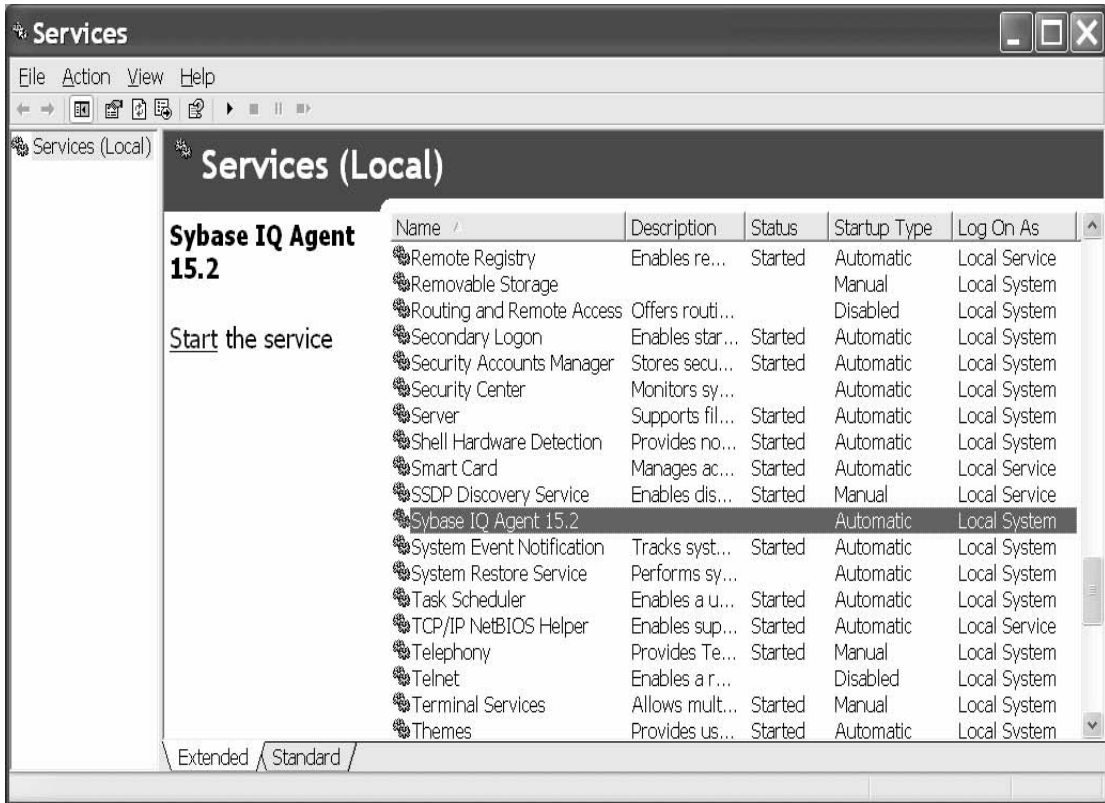 Services
File Action View Help
Services (Local)
Services (Local)
Sybase IQ Agent
15.2
Start the service
Name Description Status Startup Type Log On As
Remote Registry Enables re... Started Automatic Local Service
Removable Storage Manual Local System
Routing and Remote Access Offers routi... Disabled Local System
Secondary Logon Enables star... Started Automatic Local System
Security Accounts Manager Stores secu... Started Automatic Local System
Security Center Monitors sy... Automatic Local System
Server Supports fil... Started Automatic Local System
Shell Hardware Detection Provides no... Started Automatic Local System
Smart Card Manages ac... Started Automatic Local Service
SSDP Discovery Service Enables dis... Started Manual Local Service
Sybase IQ Agent 15.2 Automatic Local System
System Event Notification Tracks syst... Started Automatic Local System
System Restore Service Performs sy... Automatic Local System
Task Scheduler Enables a u... Started Automatic Local System
TCP/IP NetBIOS Helper Enables sup... Started Automatic Local Service
Telephony Provides Te... Started Manual Local System
Telnet Enables a r... Disabled Local System
Terminal Services Allows mult... Started Manual Local System
Themes Provides us... Started Automatic Local System
Extended Standard